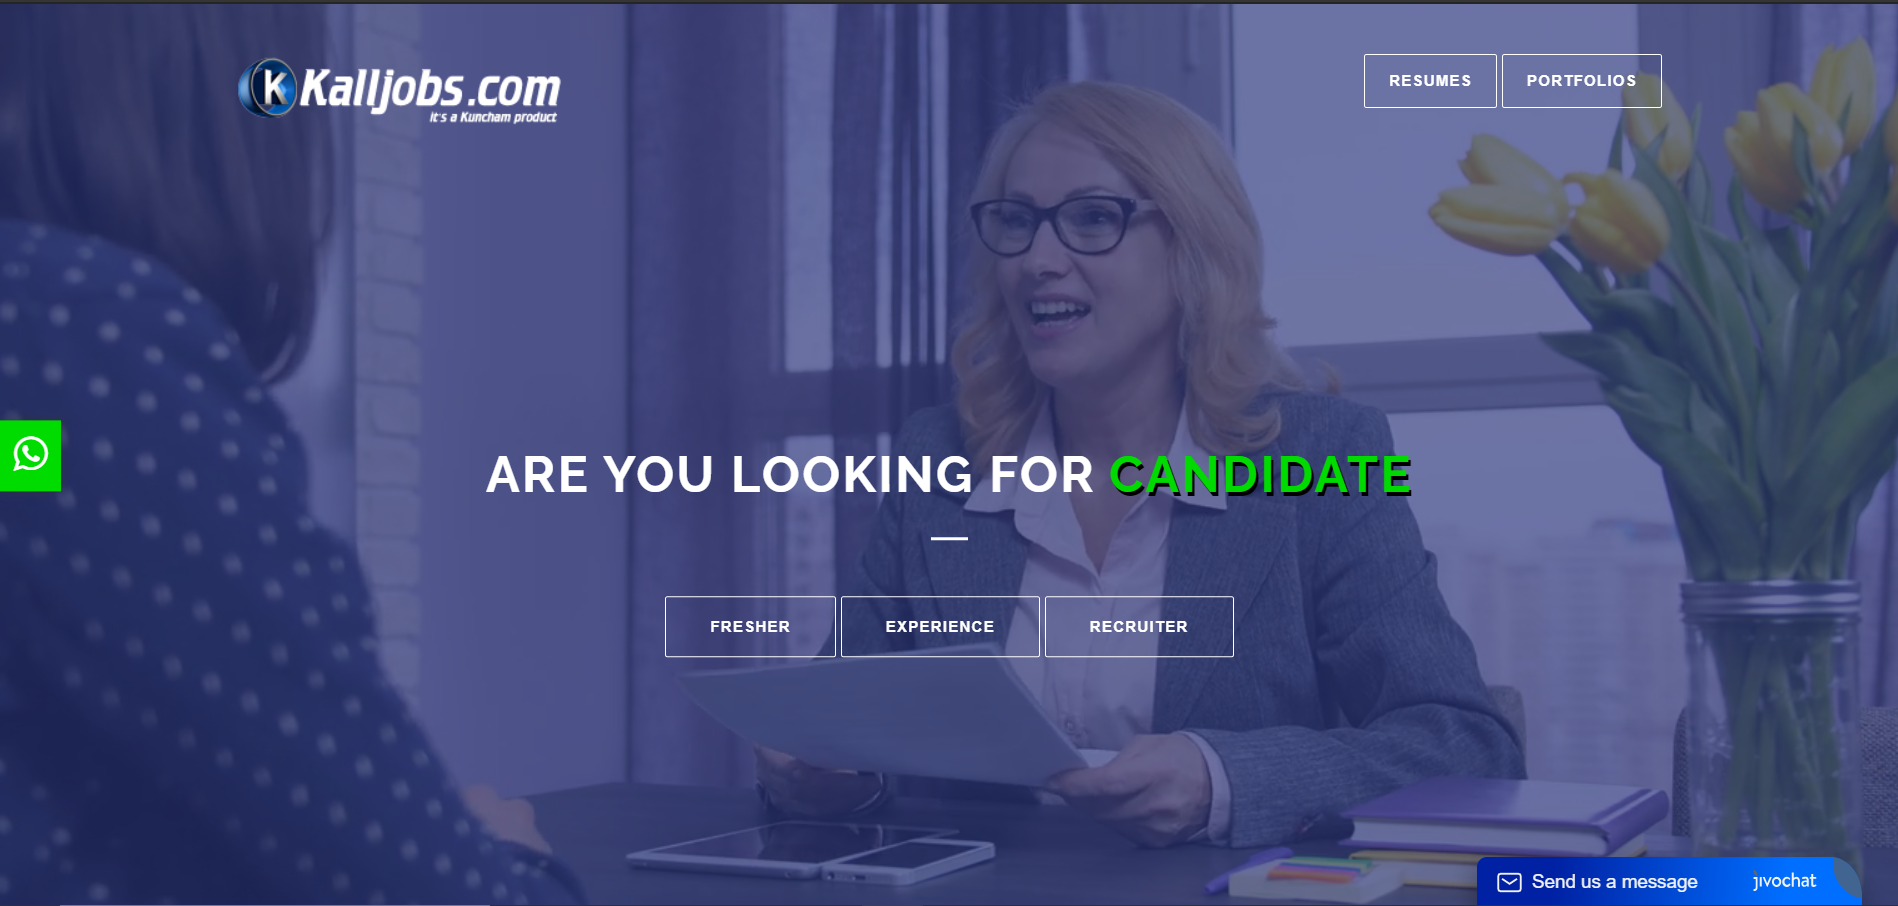 K Kalljobs.com
it's a Kuncham product
RESUMES
PORTFOLIOS
ARE YOU LOOKING FOR CANDIDATE
FRESHER
EXPERIENCE
RECRUITER
Send us a message
jivochat